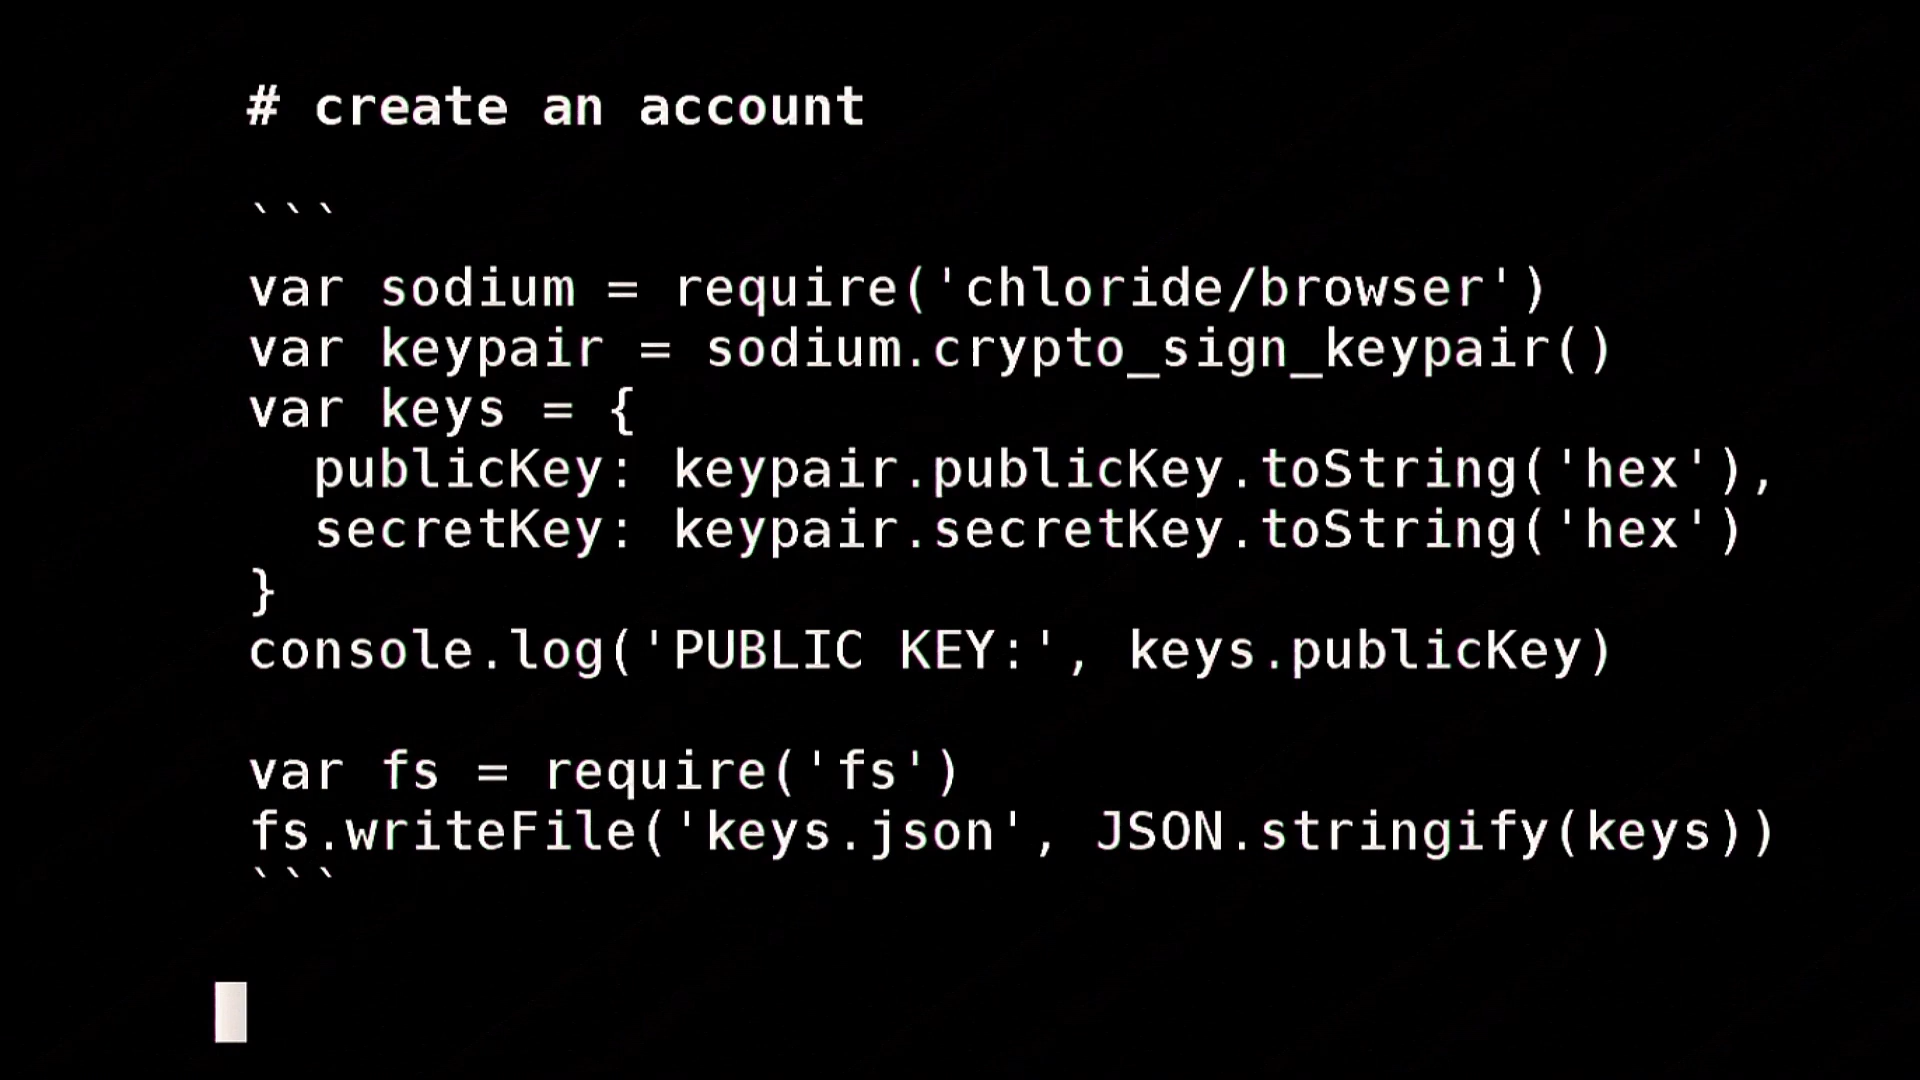 # create an account
```
var sodium = require('chloride/browser')
var keypair = sodium.crypto_sign_keypair()
var keys = {
  publicKey: keypair.publicKey.toString('hex'),
  secretKey: keypair.secretKey.toString('hex')
}
console.log('PUBLIC KEY:', keys.publicKey)
var fs = require('fs')
fs.writeFile('keys.json', JSON.stringify(keys))
```